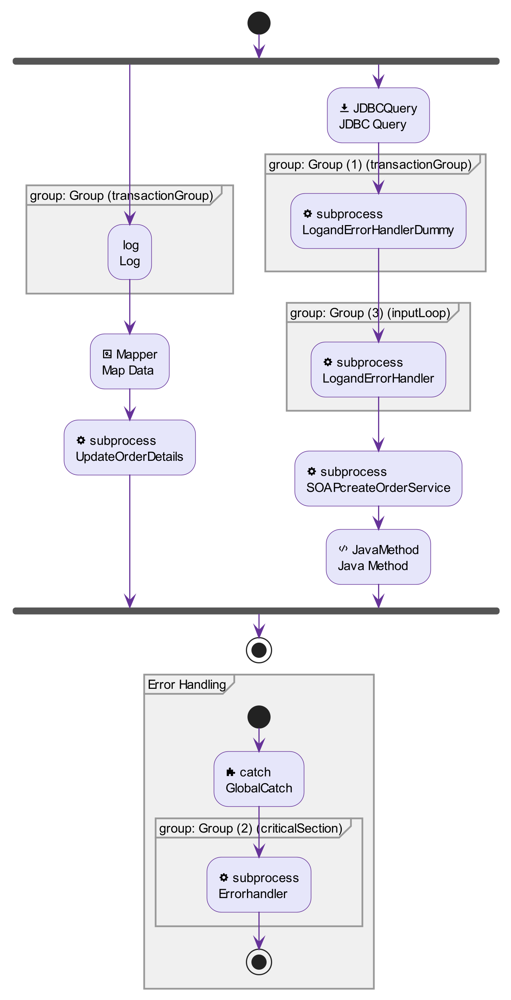 JDBCQuery
JDBC Query
group: Group (1) (transactionGroup)
group: Group (transactionGroup)
subprocess
LogandErrorHandlerDummy
log
Log
group: Group (3) (inputLoop)
Mapper
Map Data
subprocess
LogandErrorHandler
subprocess
UpdateOrderDetails
subprocess
SOAPcreateOrderService
JavaMethod
Java Method
Error Handling
catch
GlobalCatch
group: Group (2) (criticalSection)
subprocess
Errorhandler